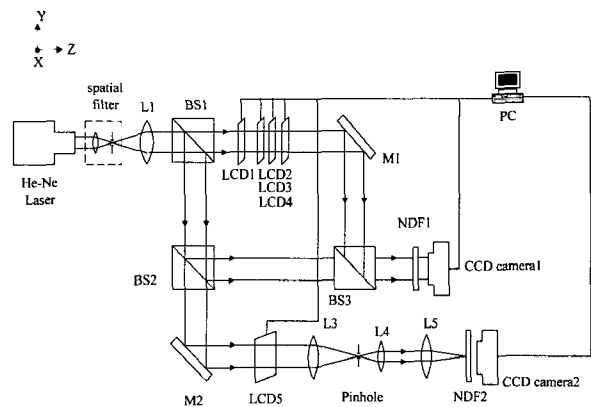 Y
X
Z
spatial
filter
L1
BS1
He-Ne
Laser
LCD1
LCD2
LCD3
LCD4
M1
PC
NDF1
CCD camera1
BS2
BS3
M2
LCD5
L3
Pinhole
L4
L5
NDF2
CCD camera2